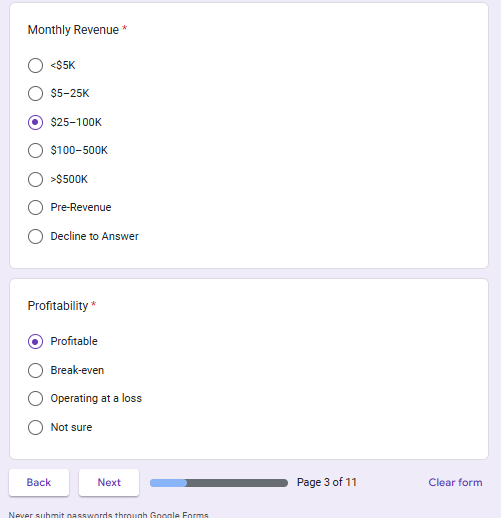 Monthly Revenue *
<$5K
$5–25K
$25–100K
$100–500K
>$500K
Pre-Revenue
Decline to Answer
Profitability *
Profitable
Break-even
Operating at a loss
Not sure
Back Next Page 3 of 11 Clear form
Never submit passwords through Google Forms.